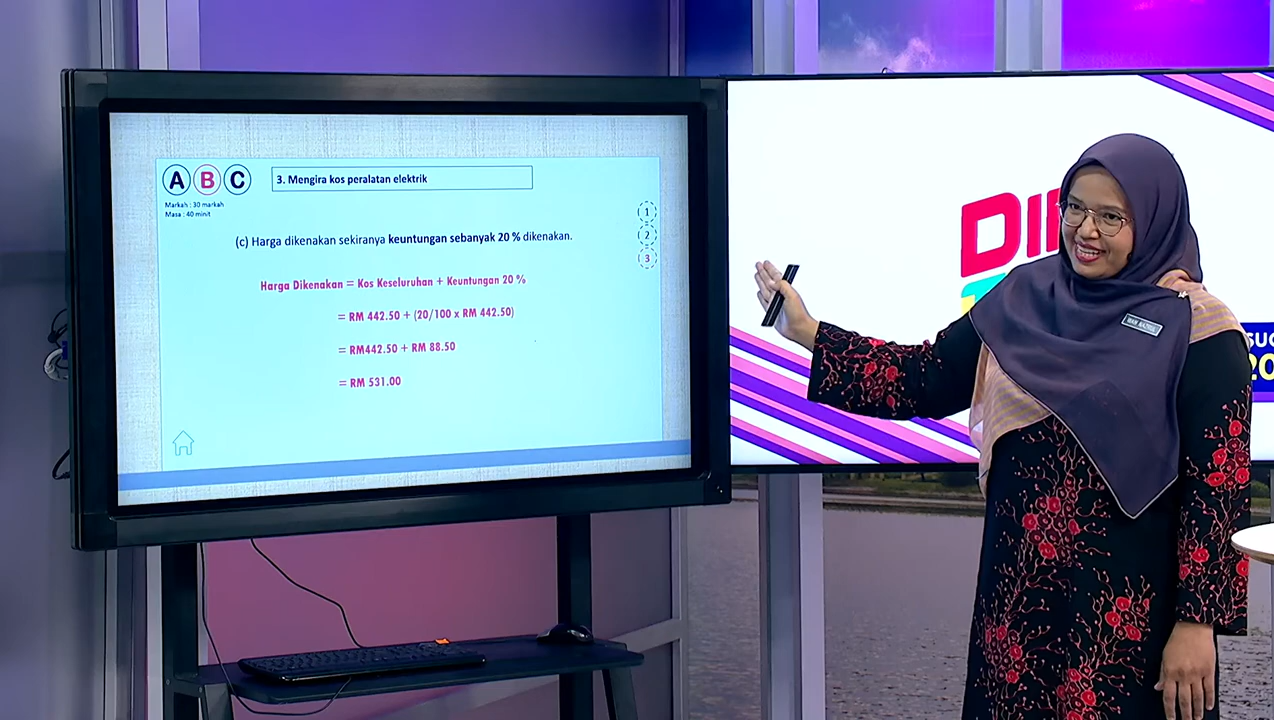 A B C
3. Mengira kos peralatan elektrik
Markah : 30 markah
Masa : 40 minit
1
2
3
(c) Harga dikenakan sekiranya keuntungan sebanyak 20 % dikenakan.
Harga Dikenakan = Kos Keseluruhan + Keuntungan 20 %
= RM 442.50 + (20/100 x RM 442.50)
= RM442.50 + RM 88.50
= RM 531.00